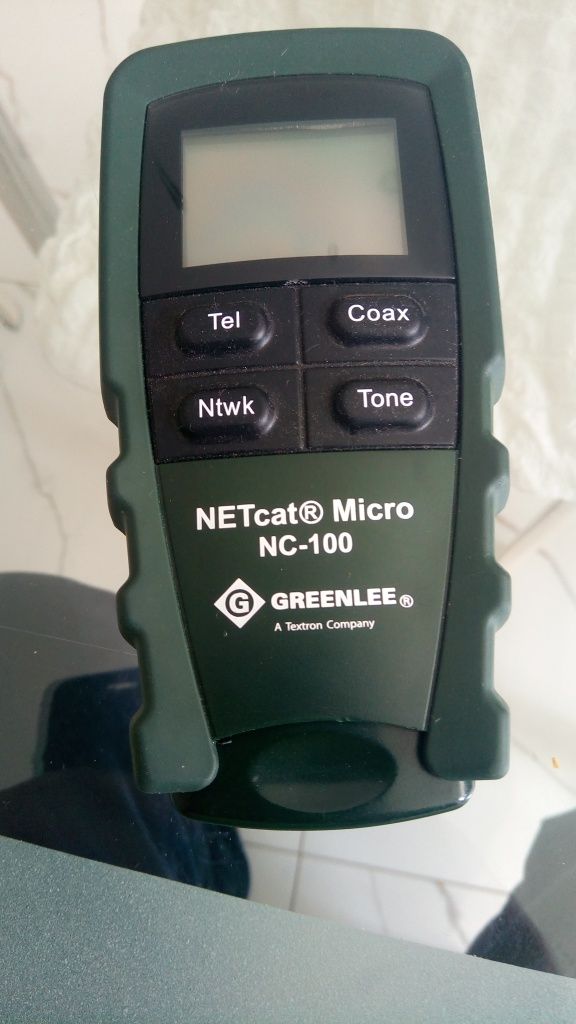 Tel
Coax
Ntwk
Tone
NETcat® Micro
NC-100
G GREENLEE®
A Textron Company